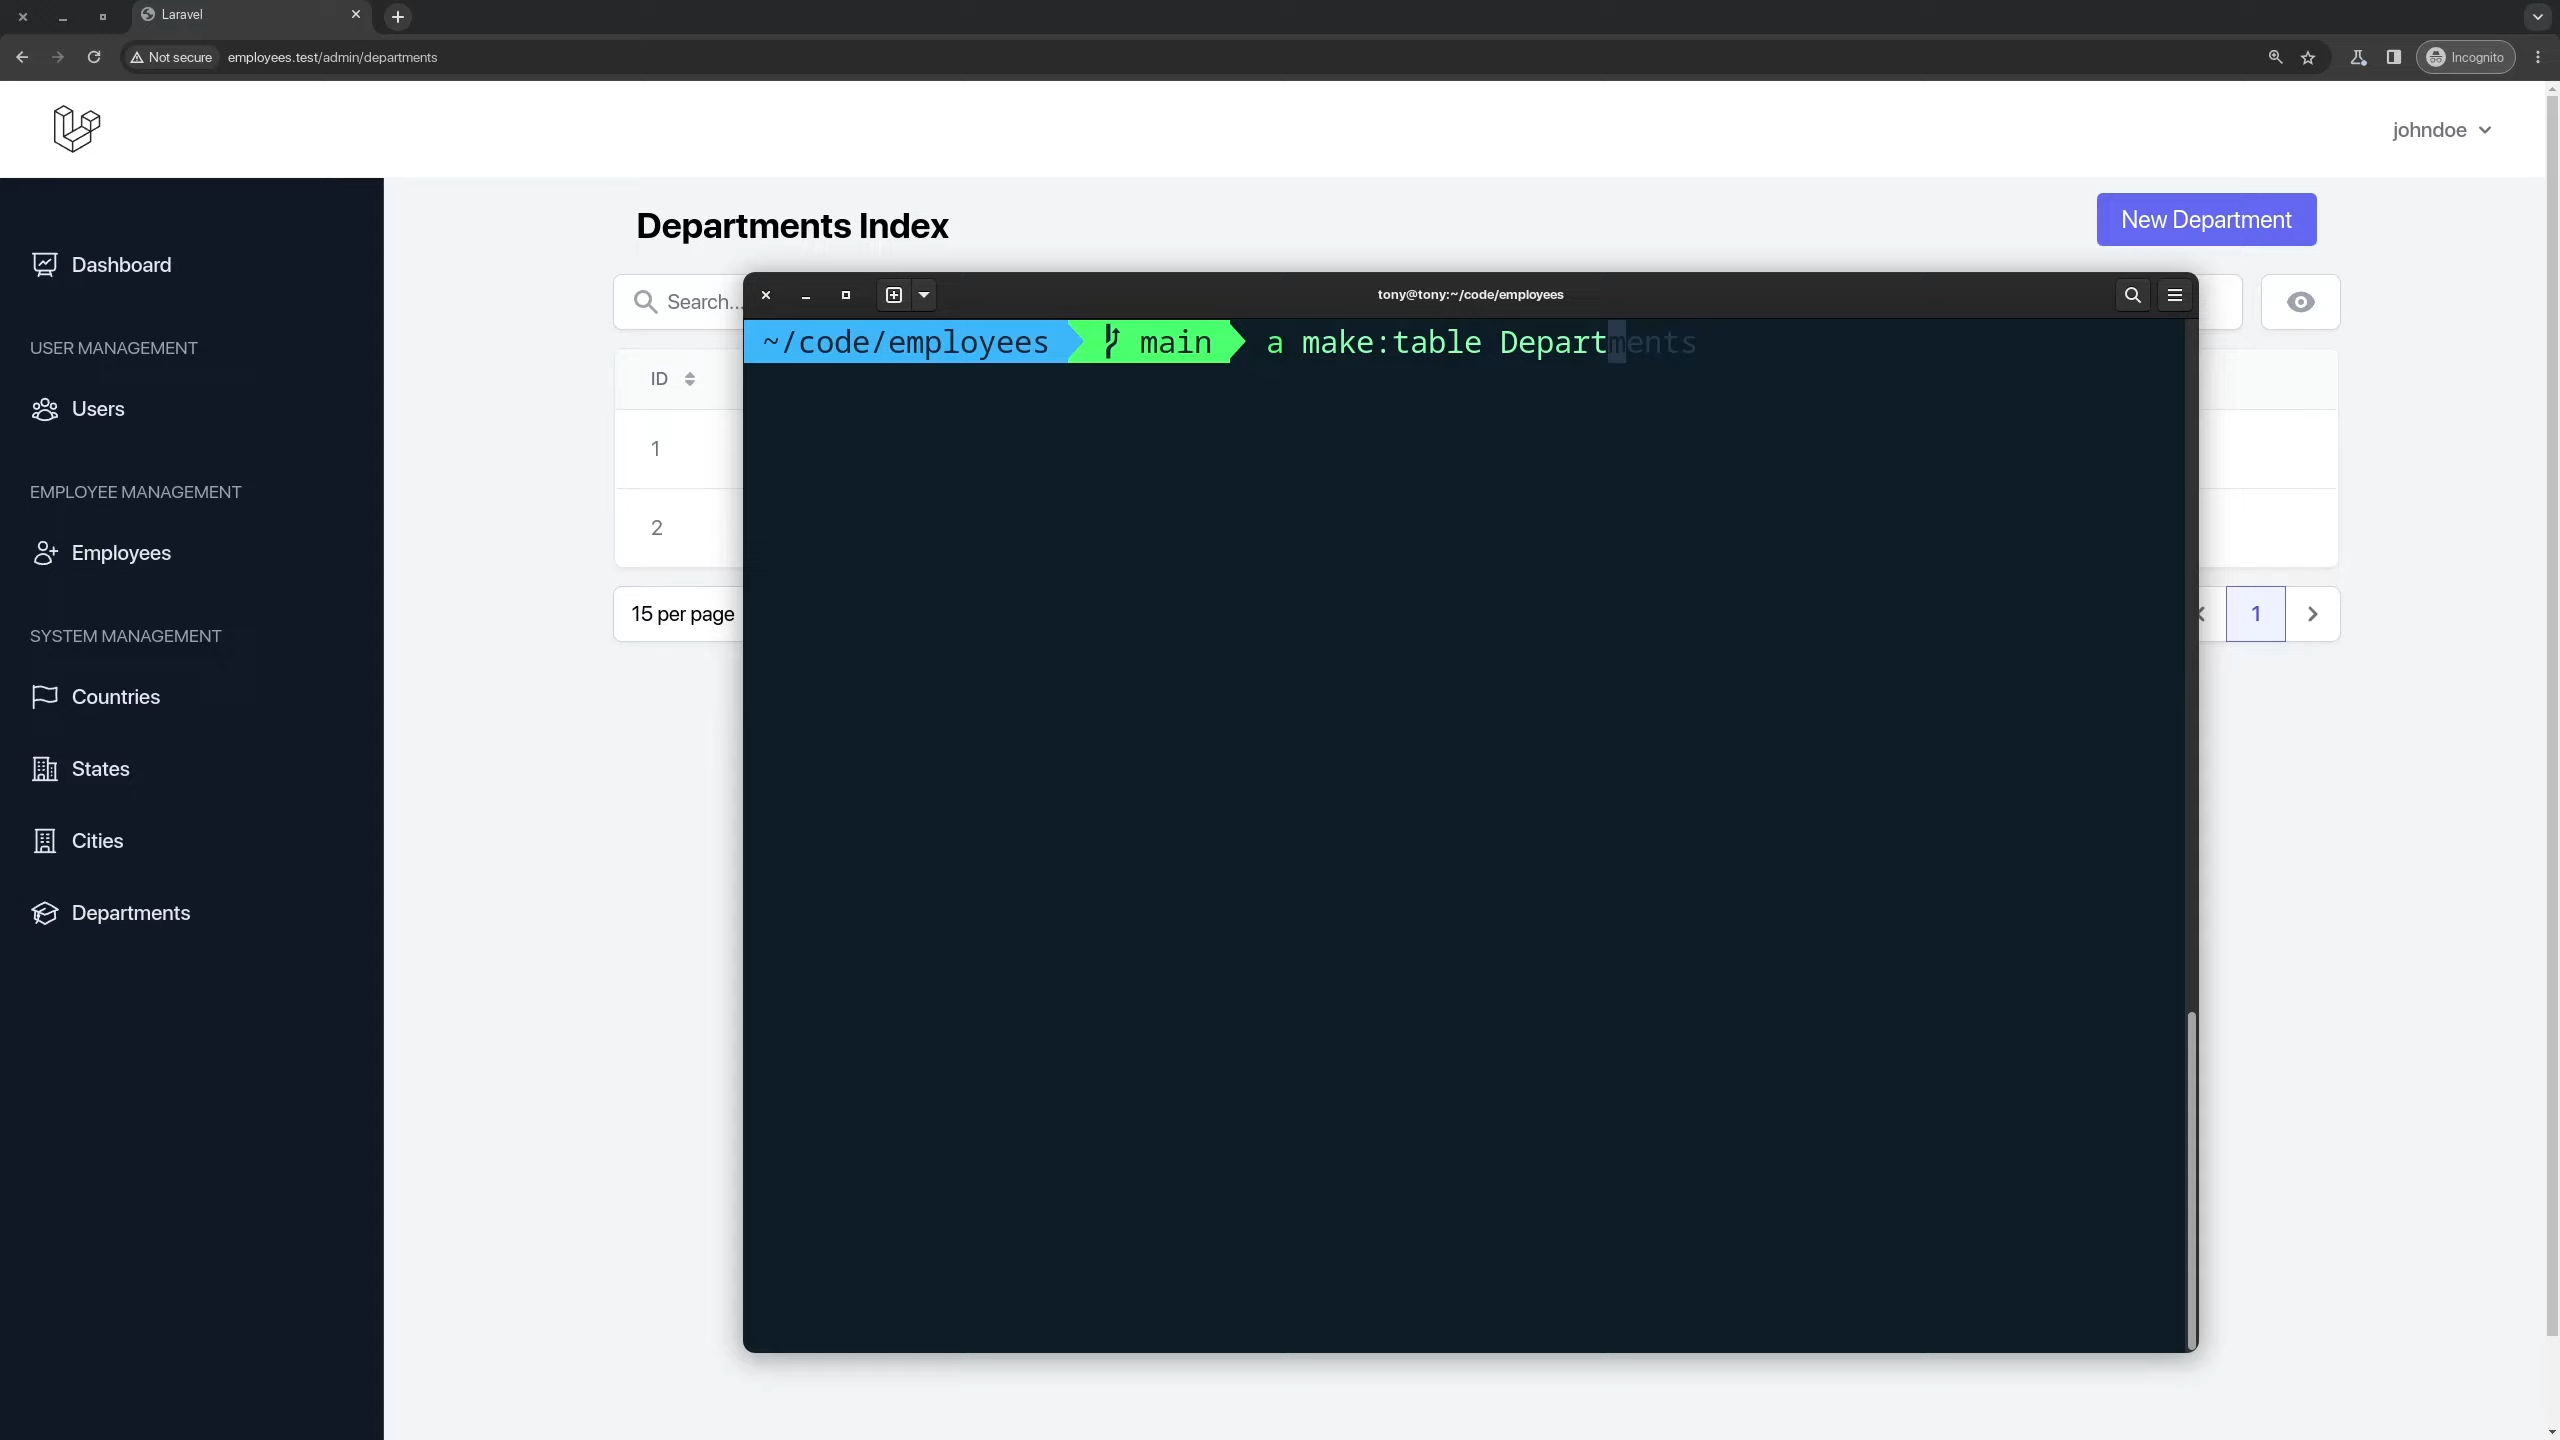 Laravel
Not secure employees.test/admin/departments Incognito
johndoe
Departments Index New Department
Dashboard
USER MANAGEMENT
Users
EMPLOYEE MANAGEMENT
Employees
SYSTEM MANAGEMENT
Countries
States
Cities
Departments
Search...
ID
1
2
15 per page
1
tony@tony:~/code/employees
~/code/employees main a make:table Departments